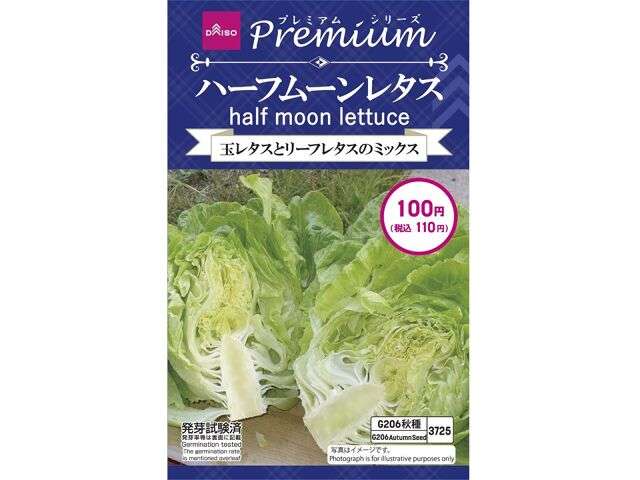 DAISO
プレミアム シリーズ
Premium
ハーフムーンレタス
half moon lettuce
玉レタスとリーフレタスのミックス
100円
(税込 110円)
発芽試験済
発芽率等は裏面に記載
Germination tested
The germination rate
is mentioned overleaf
G206秋種
G206 Autumn Seed
3725
写真はイメージです。
Photograph is for illustrative purposes only